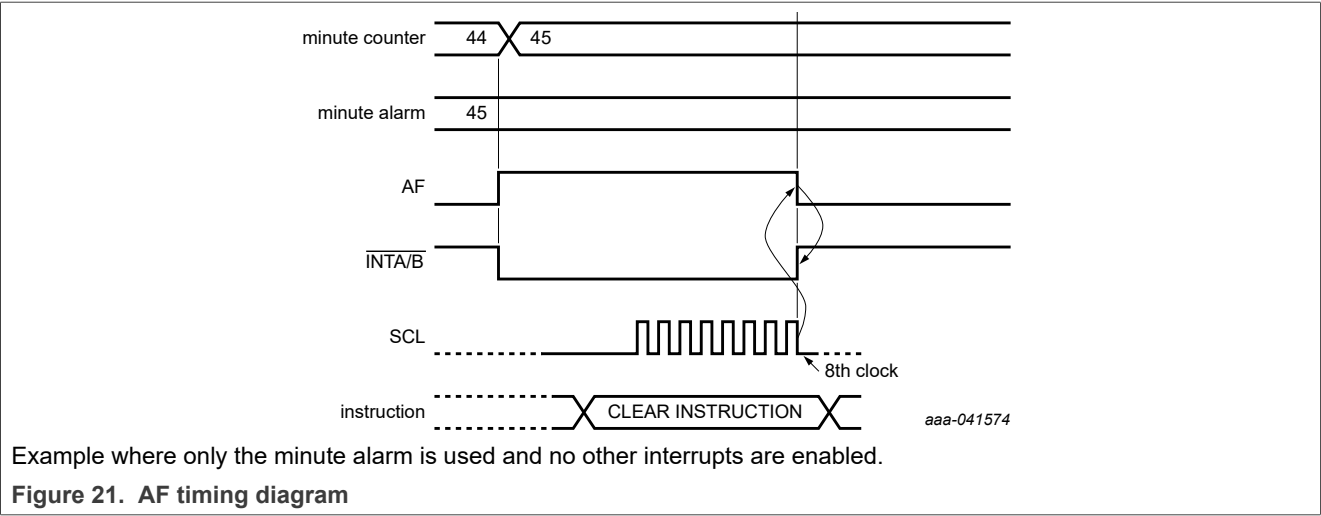 minute counter 44 45
minute alarm 45
AF
INTA/B
SCL
8th clock
instruction CLEAR INSTRUCTION
aaa-041574
Example where only the minute alarm is used and no other interrupts are enabled.
Figure 21. AF timing diagram